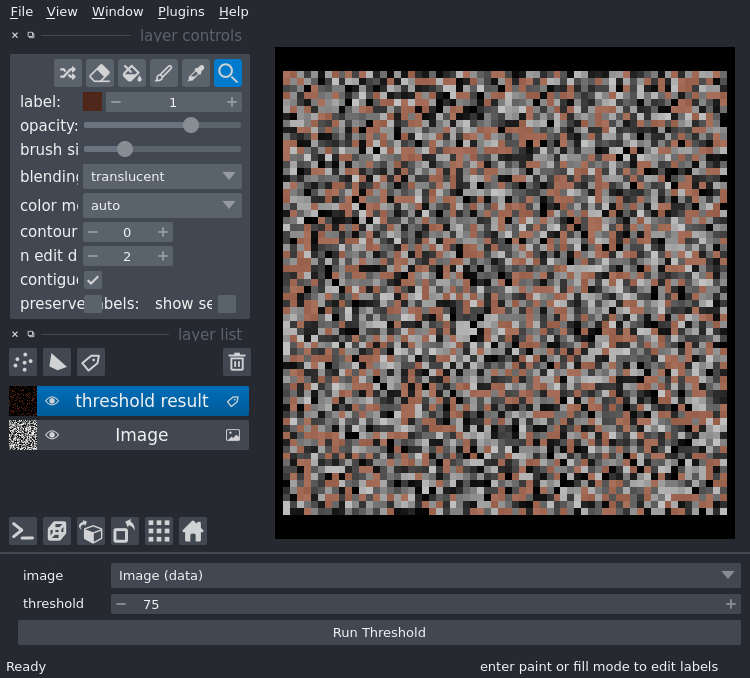 File View Window Plugins Help
layer controls
label: 1
opacity:
brush si
blending translucent
color m auto
contour 0
n edit d 2
contigu
preserve abels: show se
layer list
threshold result
Image
image Image (data)
threshold 75
Run Threshold
Ready enter paint or fill mode to edit labels